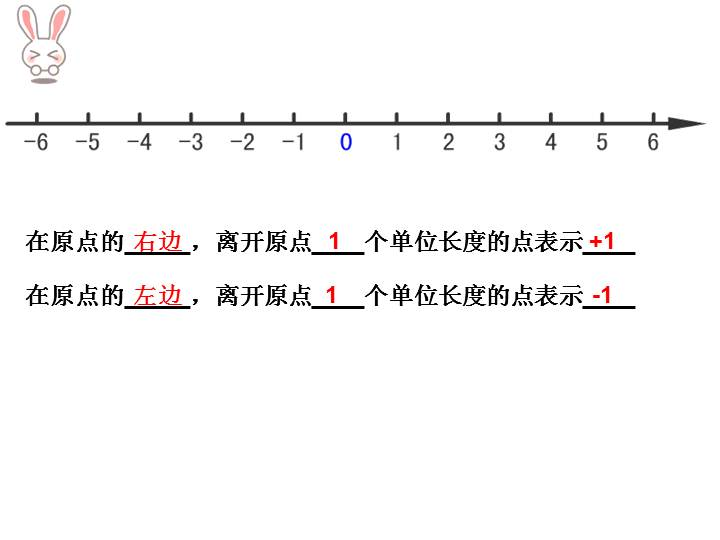 -6 -5 -4 -3 -2 -1 0 1 2 3 4 5 6
在原点的 右边 ，离开原点 1 个单位长度的点表示 +1
在原点的 左边 ，离开原点 1 个单位长度的点表示 -1